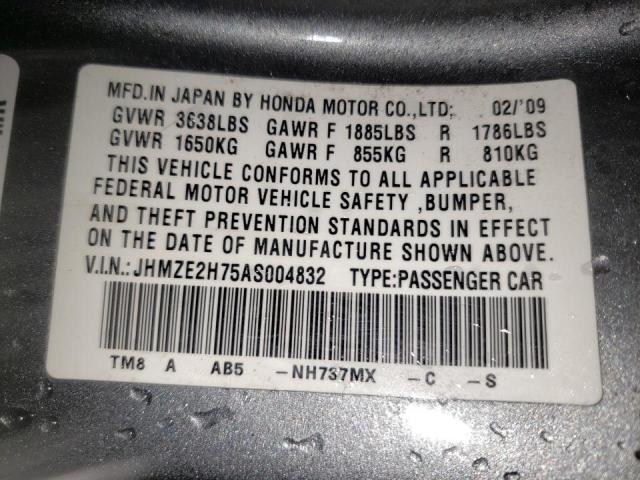 MFD.IN JAPAN BY HONDA MOTOR CO.,LTD; 02/'09
GVWR 3638LBS GAWR F 1885LBS R 1786LBS
GVWR 1650KG GAWR F 855KG R 810KG
THIS VEHICLE CONFORMS TO ALL APPLICABLE
FEDERAL MOTOR VEHICLE SAFETY ,BUMPER,
AND THEFT PREVENTION STANDARDS IN EFFECT
ON THE DATE OF MANUFACTURE SHOWN ABOVE.
V.I.N.:JHMZE2H75AS004832 TYPE:PASSENGER CAR
TM8 A AB5 -NH737MX -C -S